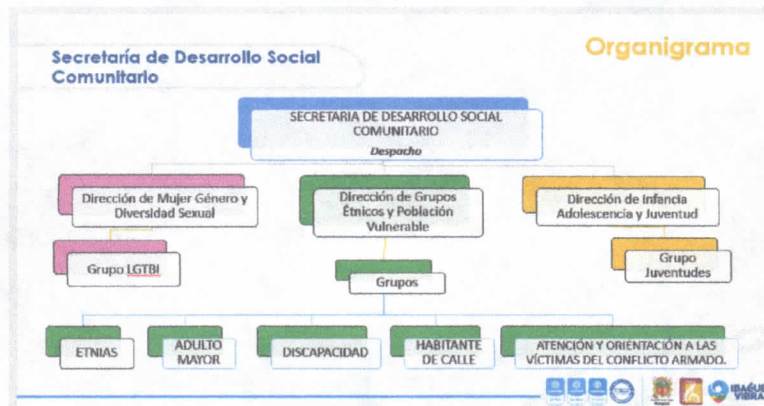 Secretaría de Desarrollo Social
Comunitario
Organigrama
SECRETARIA DE DESARROLLO SOCIAL
COMUNITARIO
Despacho
Dirección de Mujer Género y
Diversidad Sexual
Dirección de Grupos
Étnicos y Población
Vulnerable
Dirección de Infancia
Adolescencia y Juventud
Grupo LGTBI
Grupos
Grupo
Juventudes
ETNIAS
ADULTO
MAYOR
DISCAPACIDAD
HABITANTE
DE CALLE
ATENCIÓN Y ORIENTACIÓN A LAS
VÍCTIMAS DEL CONFLICTO ARMADO.
IBAGUÉ
VIBRA